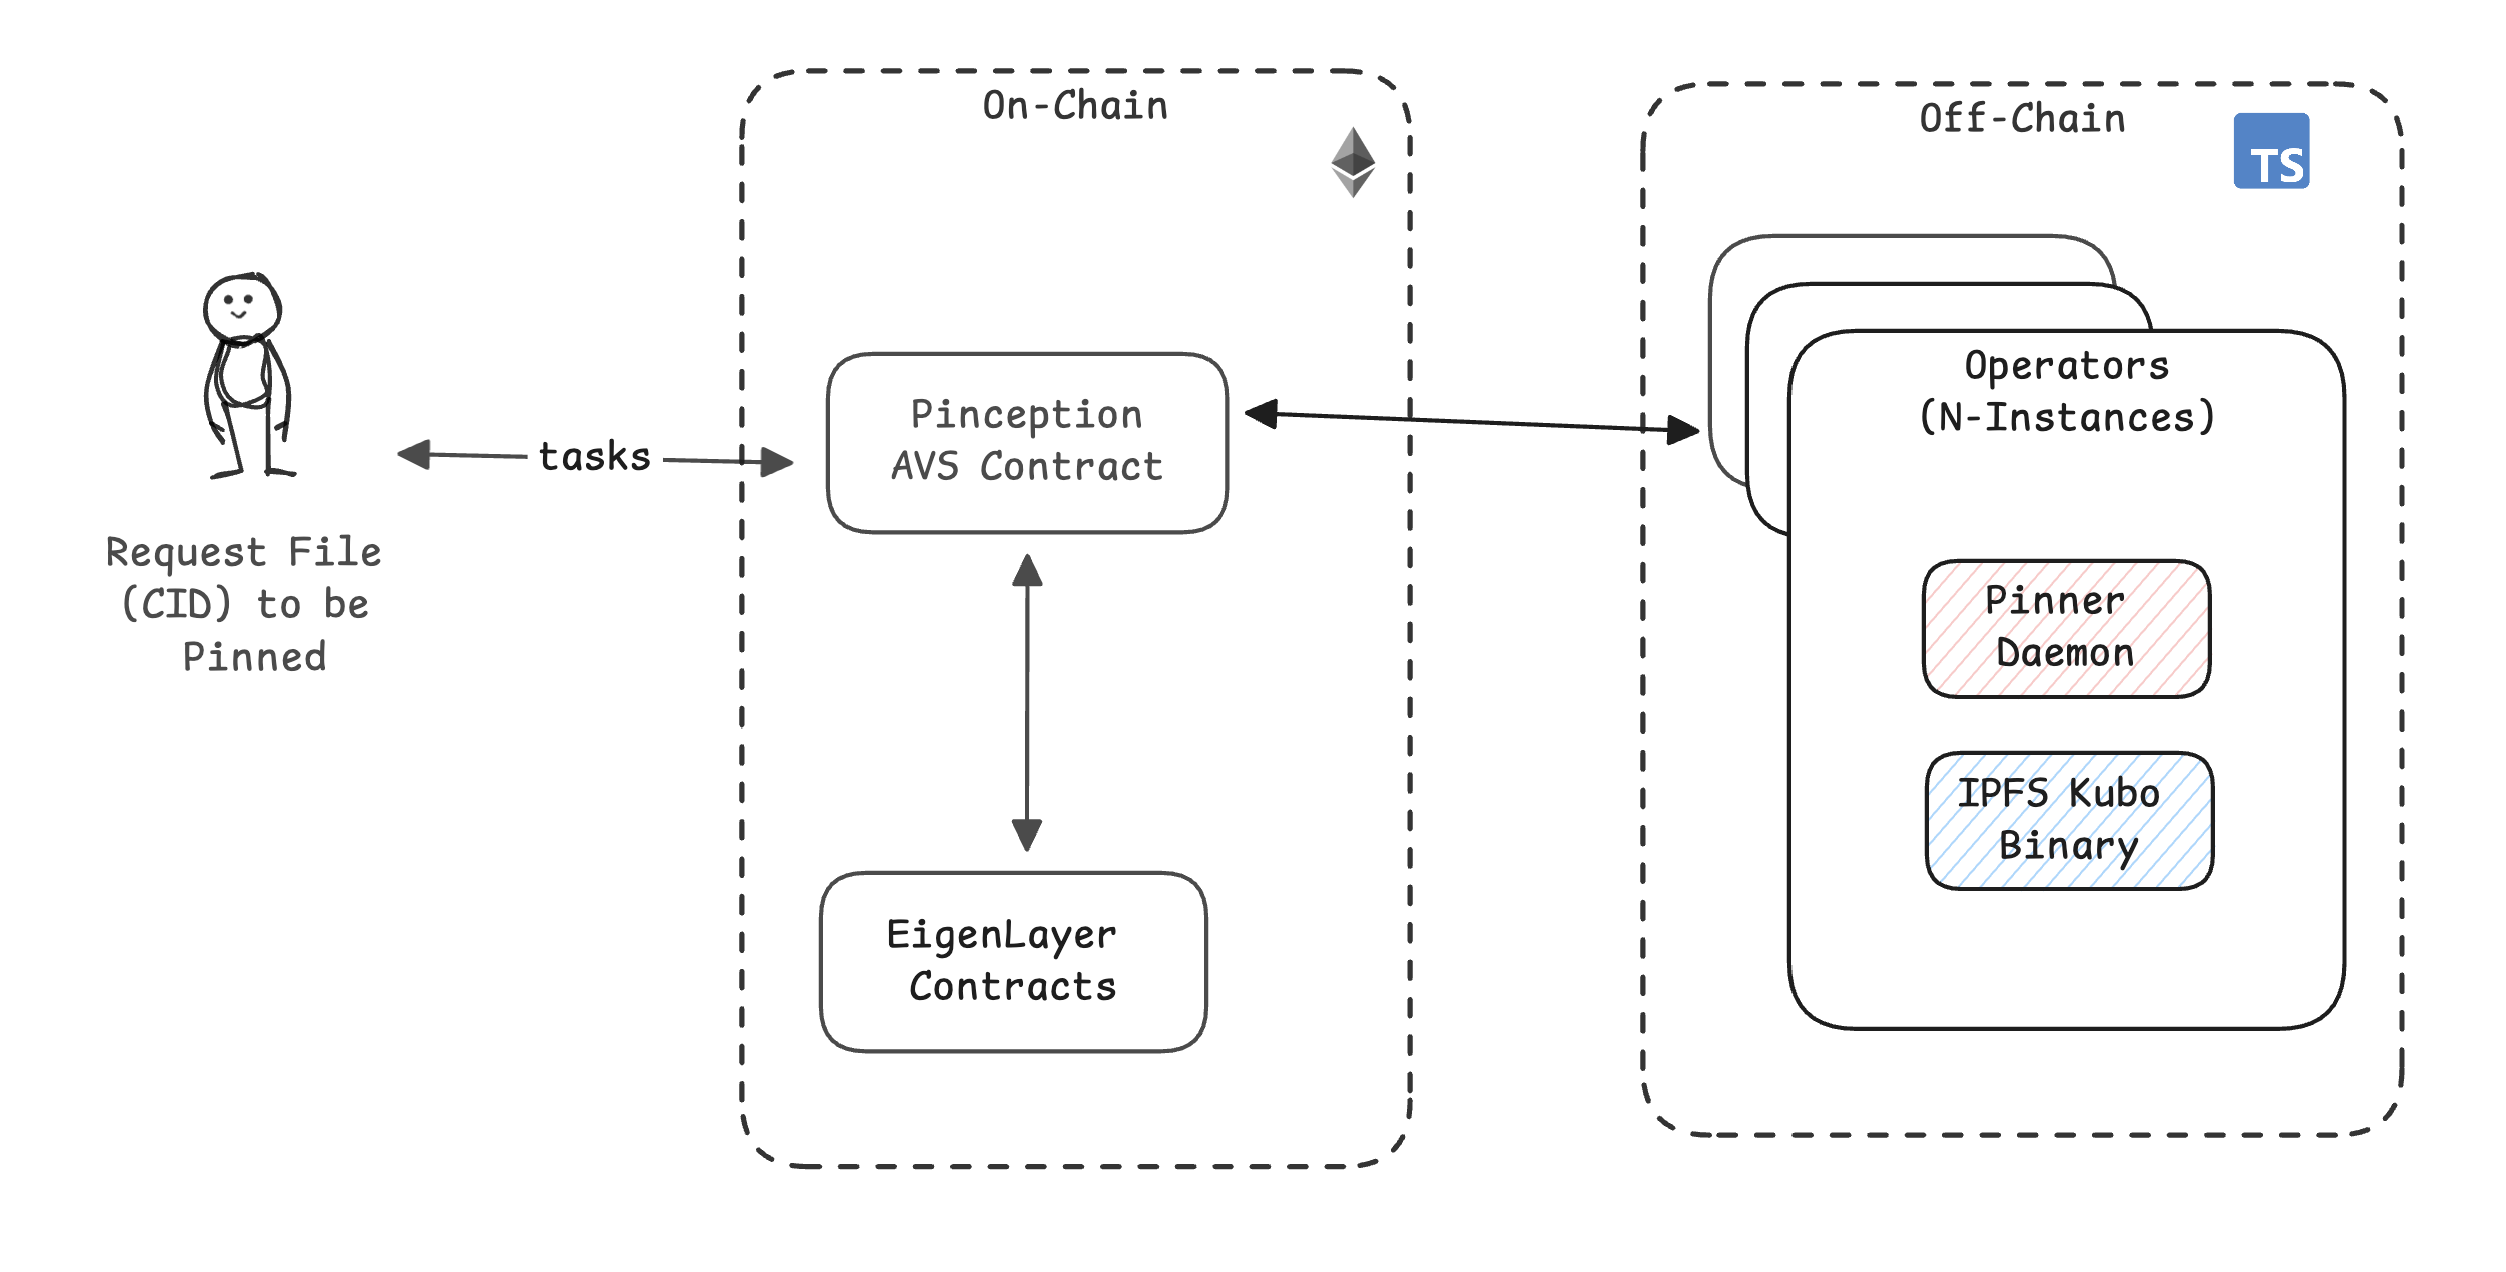 On-Chain
Off-Chain
TS
Request File
(CID) to be
Pinned
tasks
Pinception
AVS Contract
EigenLayer
Contracts
Operators
(N-Instances)
Pinner
Daemon
IPFS Kubo
Binary